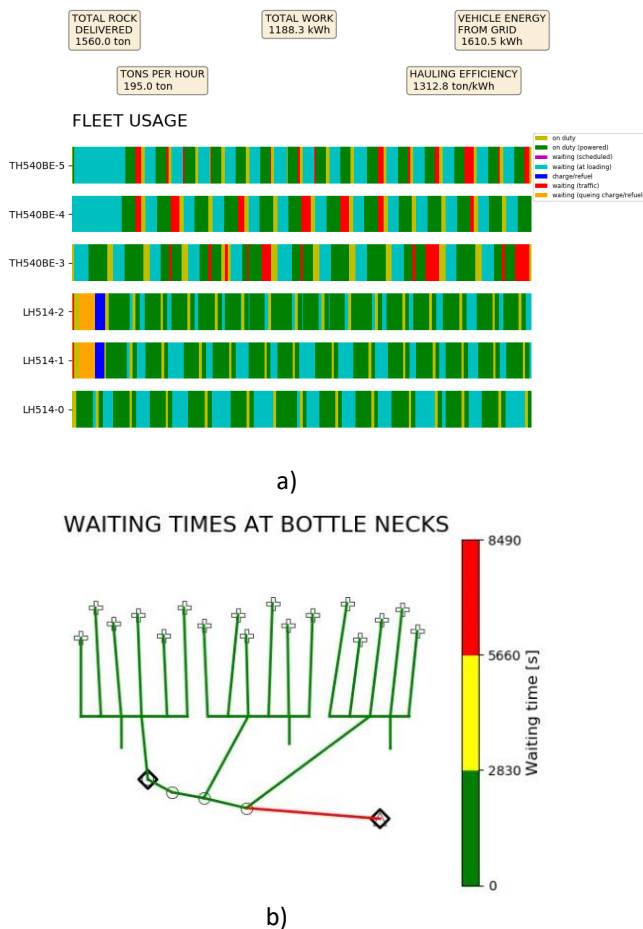 TOTAL ROCK
DELIVERED
1560.0 ton
TOTAL WORK
1188.3 kWh
VEHICLE ENERGY
FROM GRID
1610.5 kWh
TONS PER HOUR
195.0 ton
HAULING EFFICIENCY
1312.8 ton/kWh
FLEET USAGE
TH540BE-5
TH540BE-4
TH540BE-3
LH514-2
LH514-1
LH514-0
on duty
on duty (powered)
waiting (scheduled)
waiting (at loading)
charge/refuel
waiting (traffic)
waiting (queing charge/refuel
a)
WAITING TIMES AT BOTTLE NECKS
8490
5660
2830
0
Waiting time [s]
b)